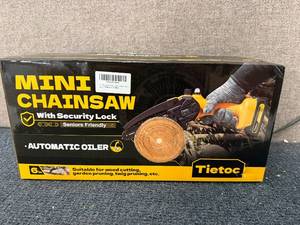 MINI
CHAINSAW
With Security Lock
Seniors Friendly
· AUTOMATIC OILER
Tietoc
6
Suitable for wood cutting,
garden pruning, twig pruning, etc.